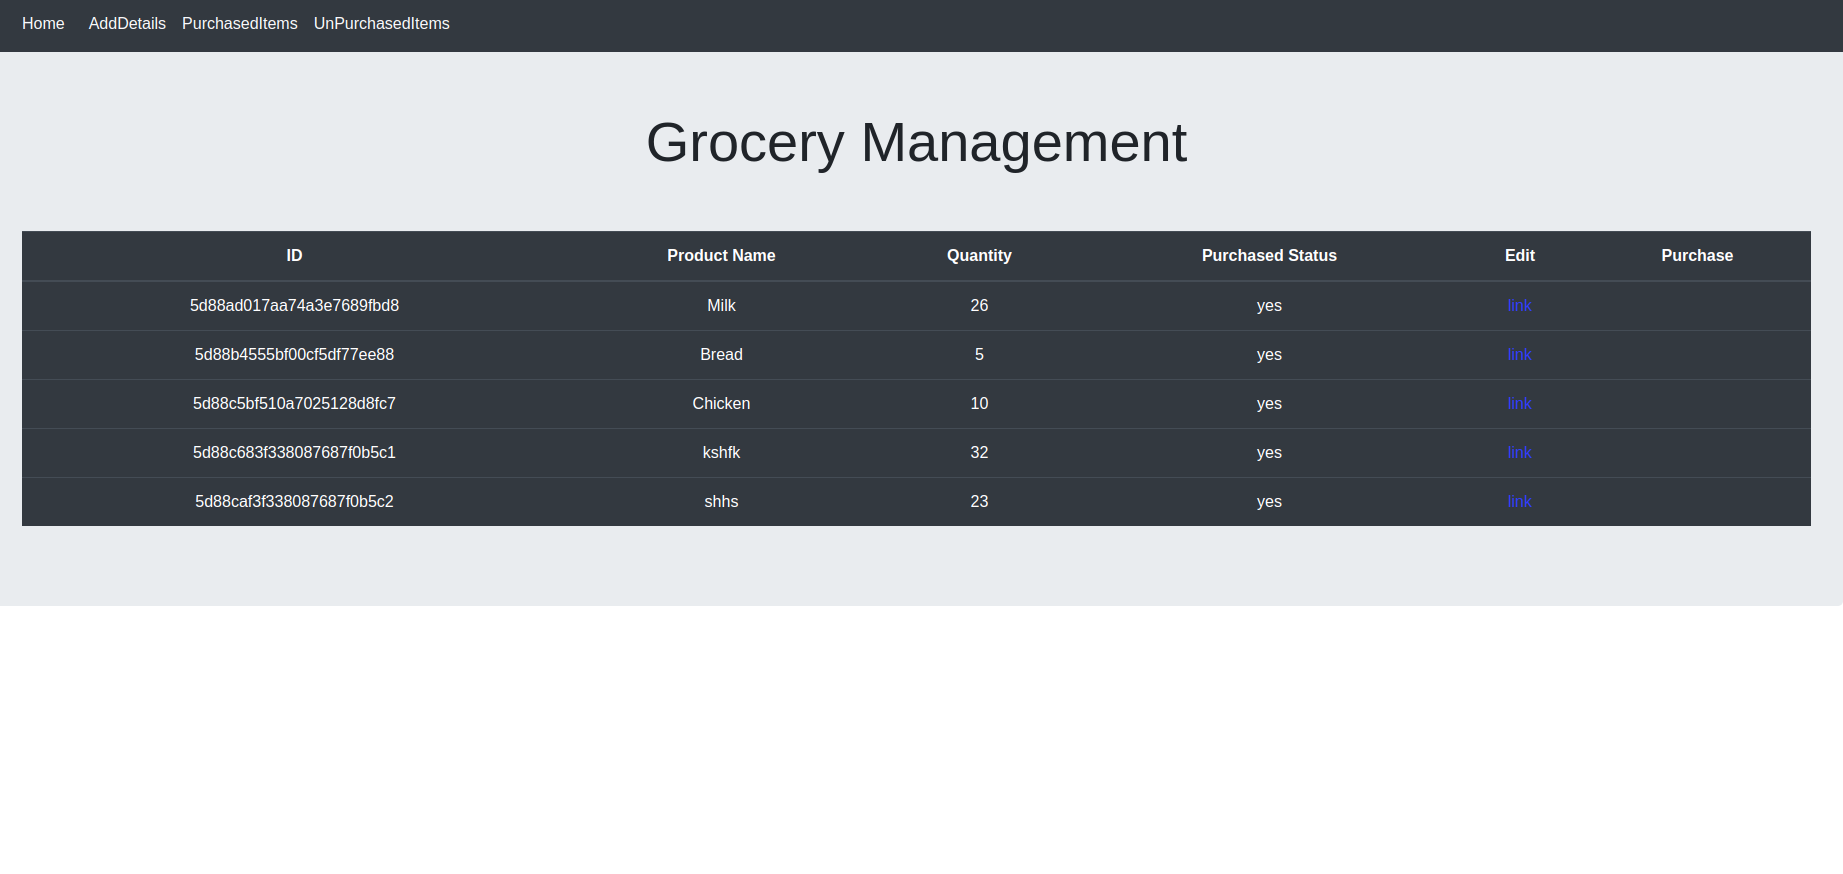 Home AddDetails PurchasedItems UnPurchasedItems
Grocery Management
ID Product Name Quantity Purchased Status Edit Purchase
5d88ad017aa74a3e7689fbd8 Milk 26 yes link
5d88b4555bf00cf5df77ee88 Bread 5 yes link
5d88c5bf510a7025128d8fc7 Chicken 10 yes link
5d88c683f338087687f0b5c1 kshfk 32 yes link
5d88caf3f338087687f0b5c2 shhs 23 yes link